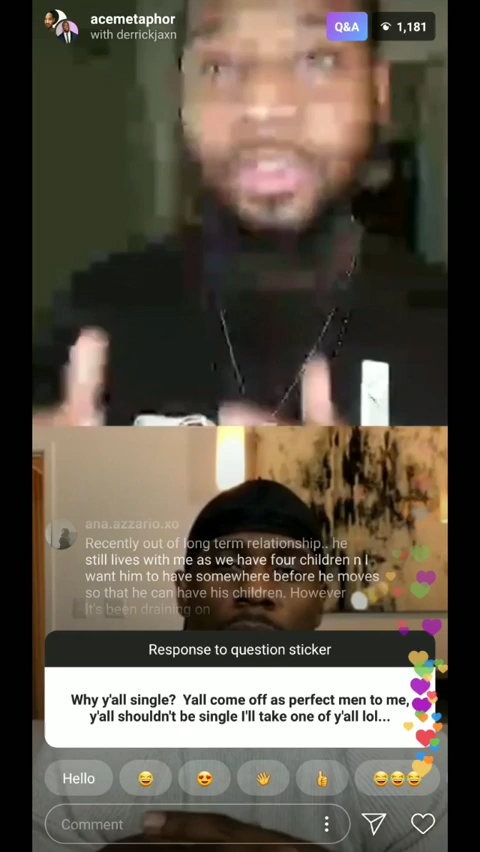 acemetaphor
with derrickjaxn
Q&A
1,181
ana.azzario.xo
Recently out of long term relationship.. he
still lives with me as we have four children n I
want him to have somewhere before he moves
so that he can have his children. However
it's been draining on
Response to question sticker
Why y'all single? Yall come off as perfect men to me,
y'all shouldn't be single I'll take one of y'all lol...
Hello
Comment